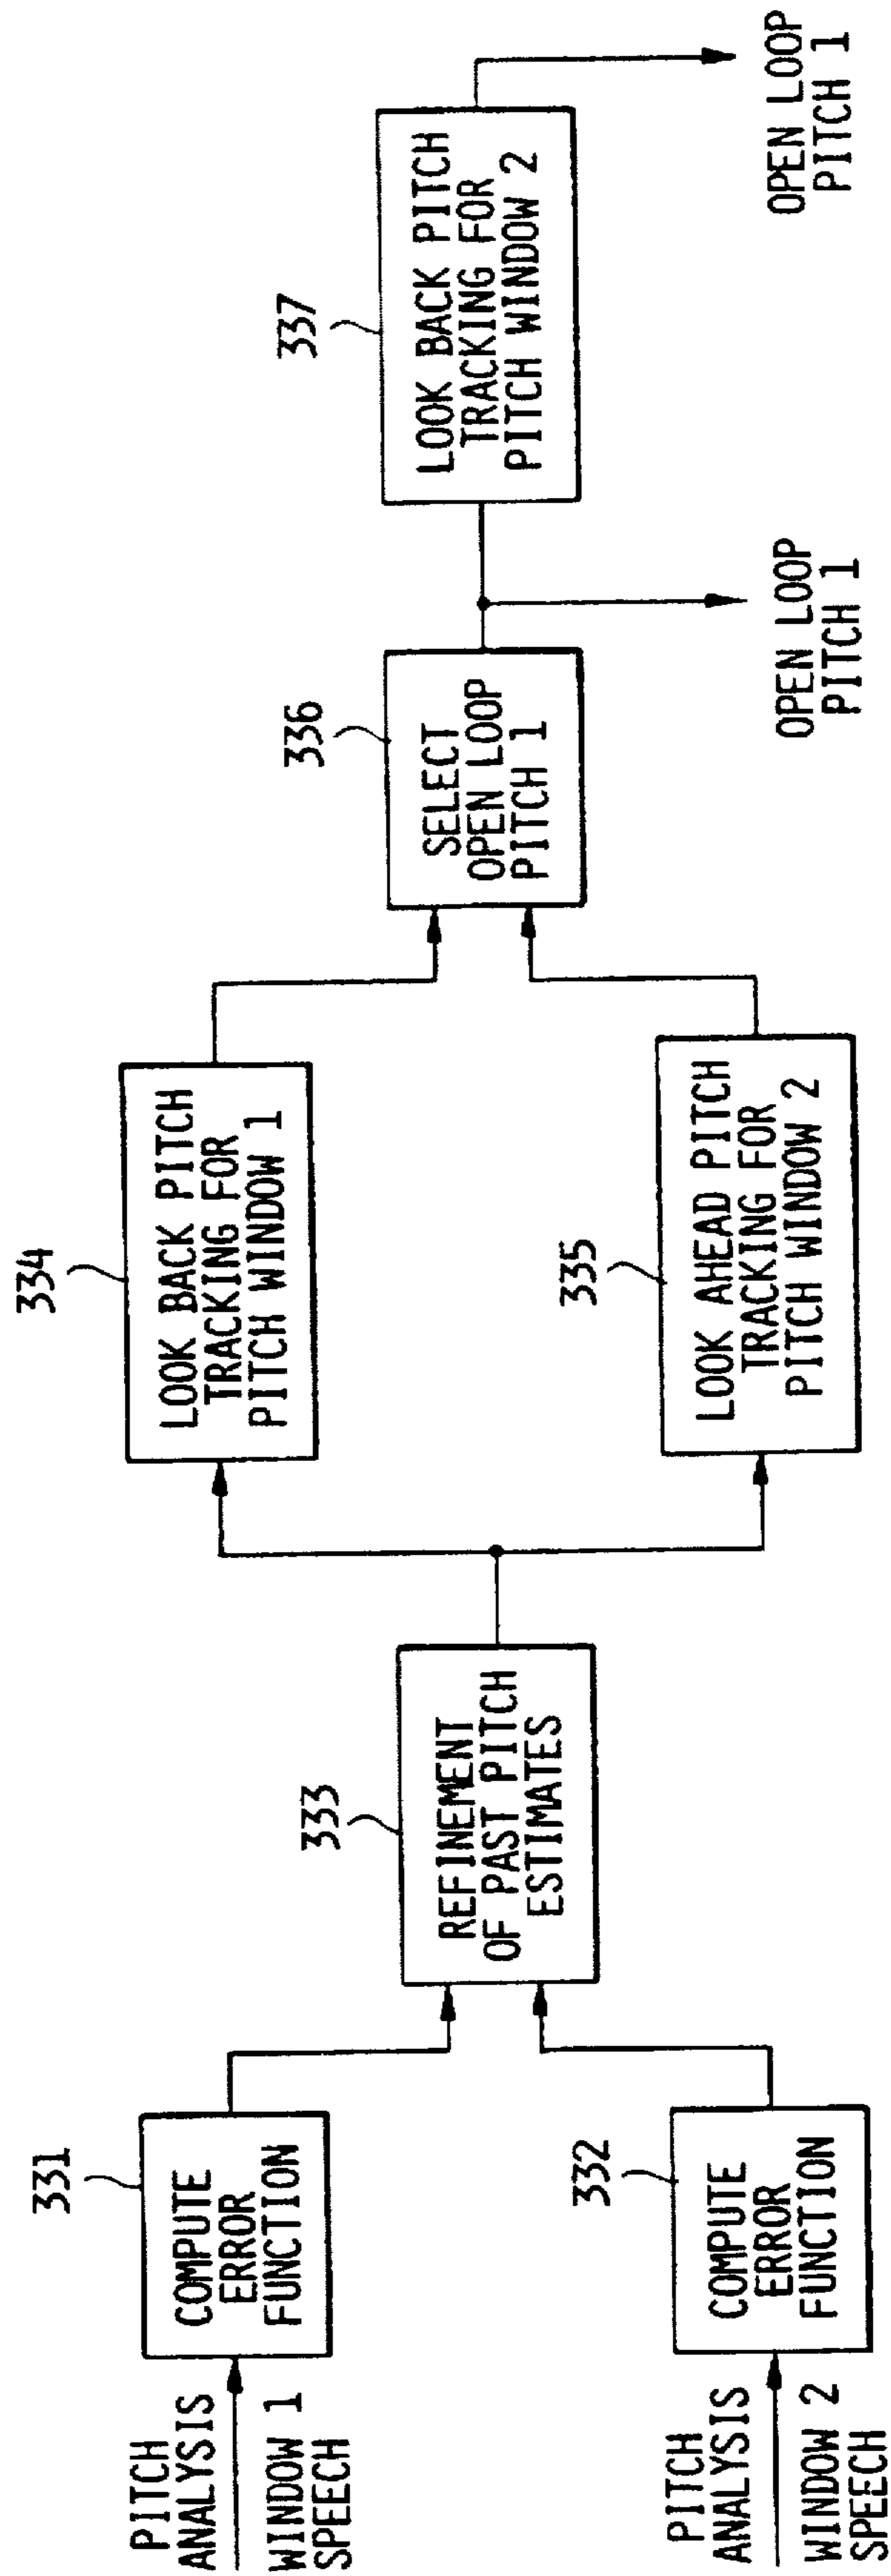 PITCH
ANALYSIS
WINDOW 1
SPEECH
331
COMPUTE
ERROR
FUNCTION
PITCH
ANALYSIS
WINDOW 2
SPEECH
332
COMPUTE
ERROR
FUNCTION
333
REFINEMENT
OF PAST PITCH
ESTIMATES
334
LOOK BACK PITCH
TRACKING FOR
PITCH WINDOW 1
335
LOOK AHEAD PITCH
TRACKING FOR
PITCH WINDOW 2
336
SELECT
OPEN LOOP
PITCH 1
OPEN LOOP
PITCH 1
337
LOOK BACK PITCH
TRACKING FOR
PITCH WINDOW 2
OPEN LOOP
PITCH 1